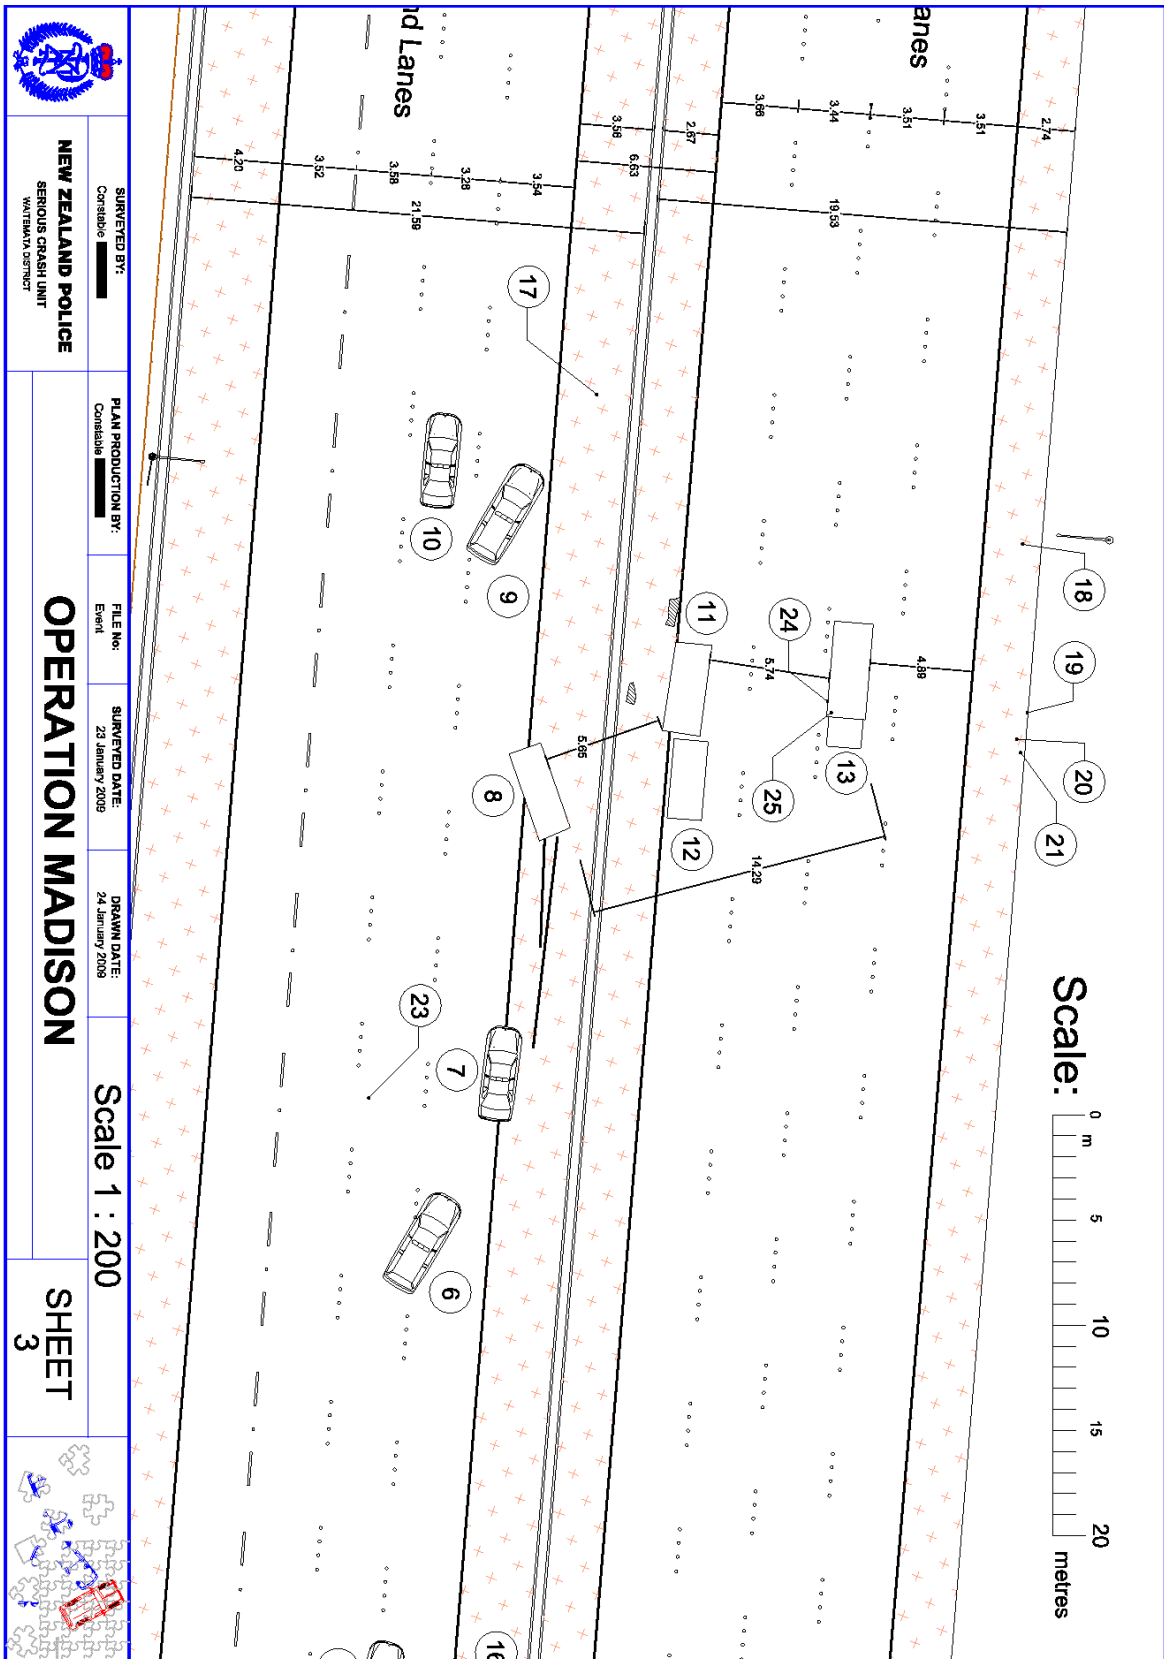 nd Lanes
anes
3.66
3.44
3.51
3.51
2.74
3.56
2.67
6.63
19.53
4.20
3.52
3.58
3.28
3.54
21.59
17
10
9
11
24
5.74
4.89
13
25
12
5.65
8
14.29
18
19
20
21
23
7
6
16
Scale:
0
5
10
15
20
m
metres
SURVEYED BY:
Constable
NEW ZEALAND POLICE
SERIOUS CRASH UNIT
WAITEMATA DISTRICT
PLAN PRODUCTION BY:
Constable
FILE No:
Event
SURVEYED DATE:
23 January 2009
DRAWN DATE:
24 January 2009
Scale 1 : 200
OPERATION MADISON
SHEET
3